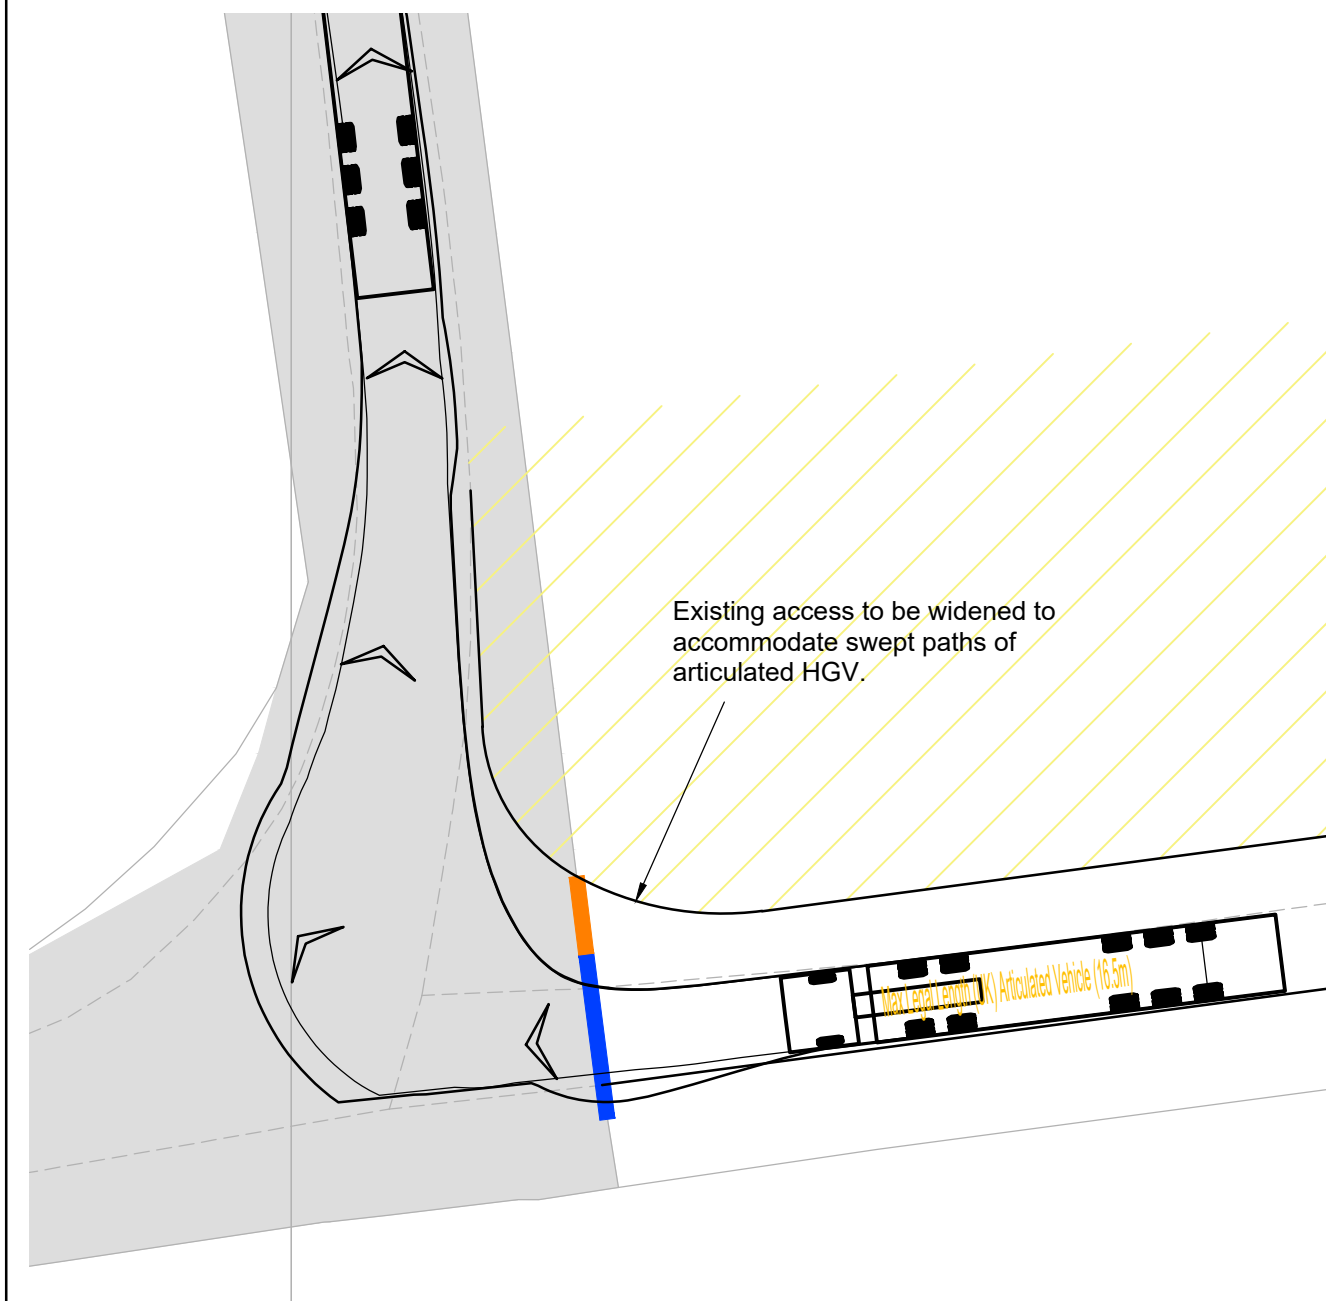 Existing access to be widened to
accommodate swept paths of
articulated HGV.
Max Legal Length (UK) Articulated Vehicle (16.5m)